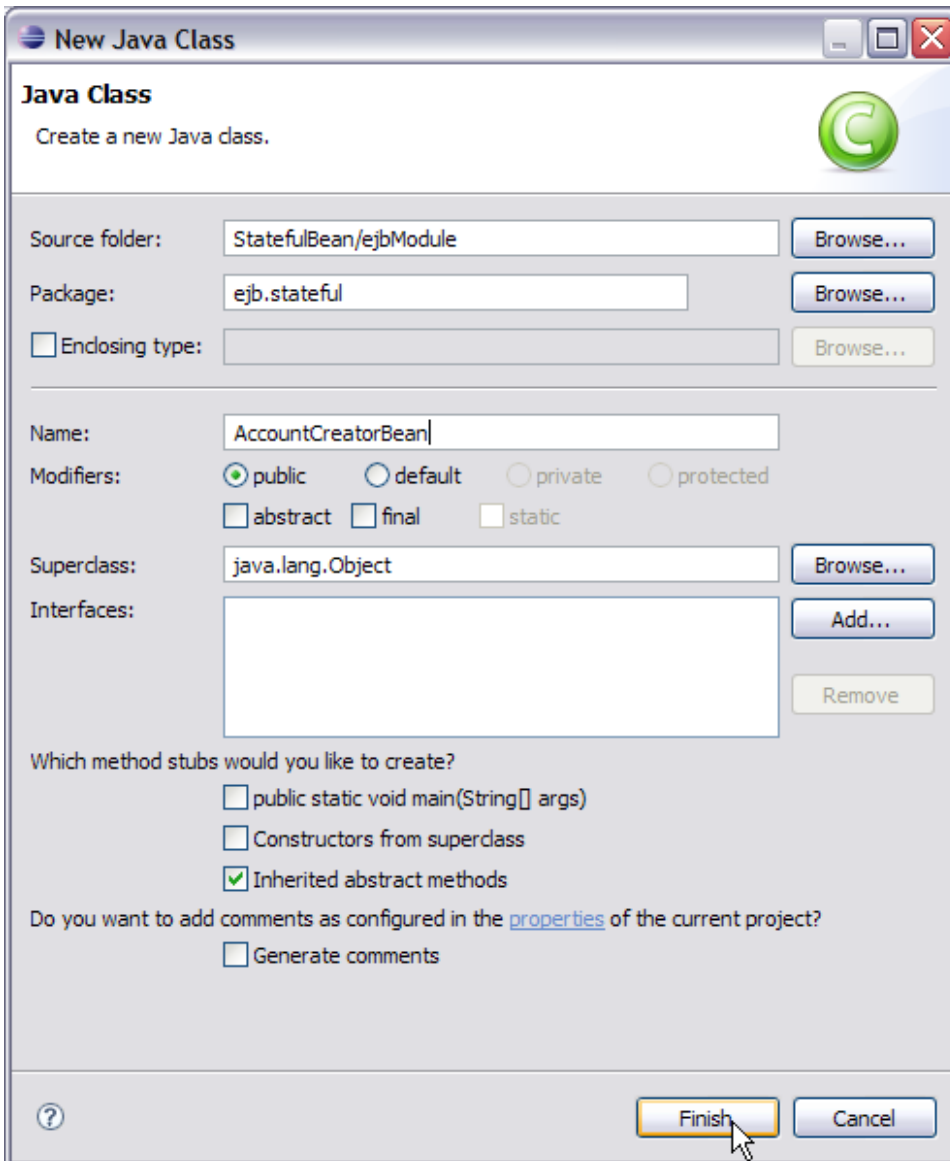 New Java Class
Java Class
Create a new Java class.
C
Source folder: StatefulBean/ejbModule Browse...
Package: ejb.stateful Browse...
Enclosing type: Browse...
Name: AccountCreatorBean
Modifiers: public default private protected
abstract final static
Superclass: java.lang.Object Browse...
Interfaces: Add...
Remove
Which method stubs would you like to create?
public static void main(String[] args)
Constructors from superclass
Inherited abstract methods
Do you want to add comments as configured in the properties of the current project?
Generate comments
? Finish Cancel